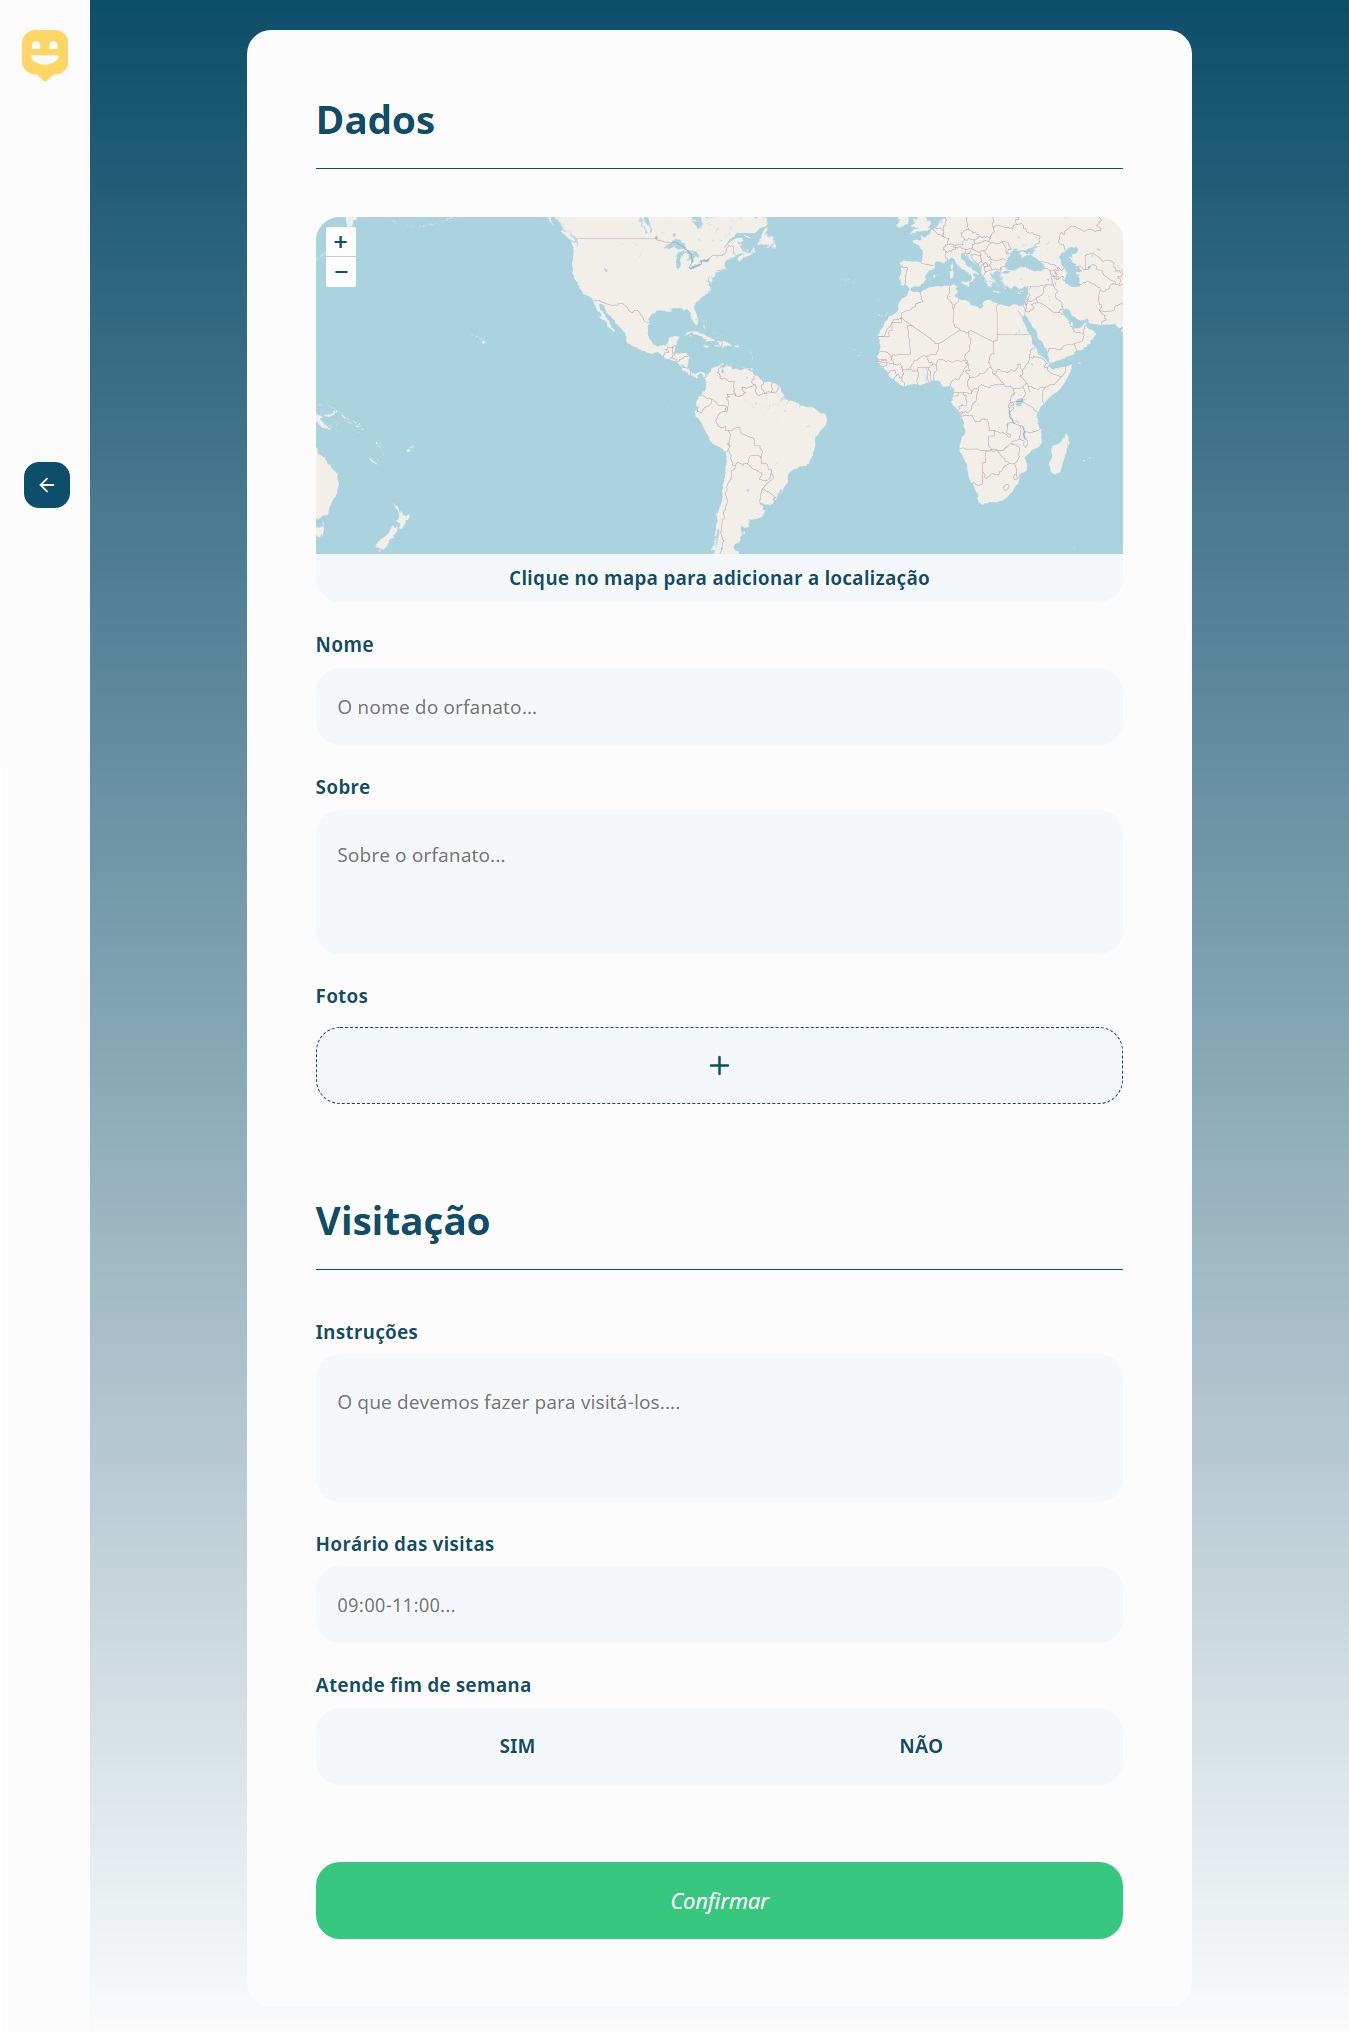 Dados
+
−
Clique no mapa para adicionar a localização
Nome
O nome do orfanato...
Sobre
Sobre o orfanato...
Fotos
+
Visitação
Instruções
O que devemos fazer para visitá-los....
Horário das visitas
09:00-11:00...
Atende fim de semana
SIM NÃO
Confirmar